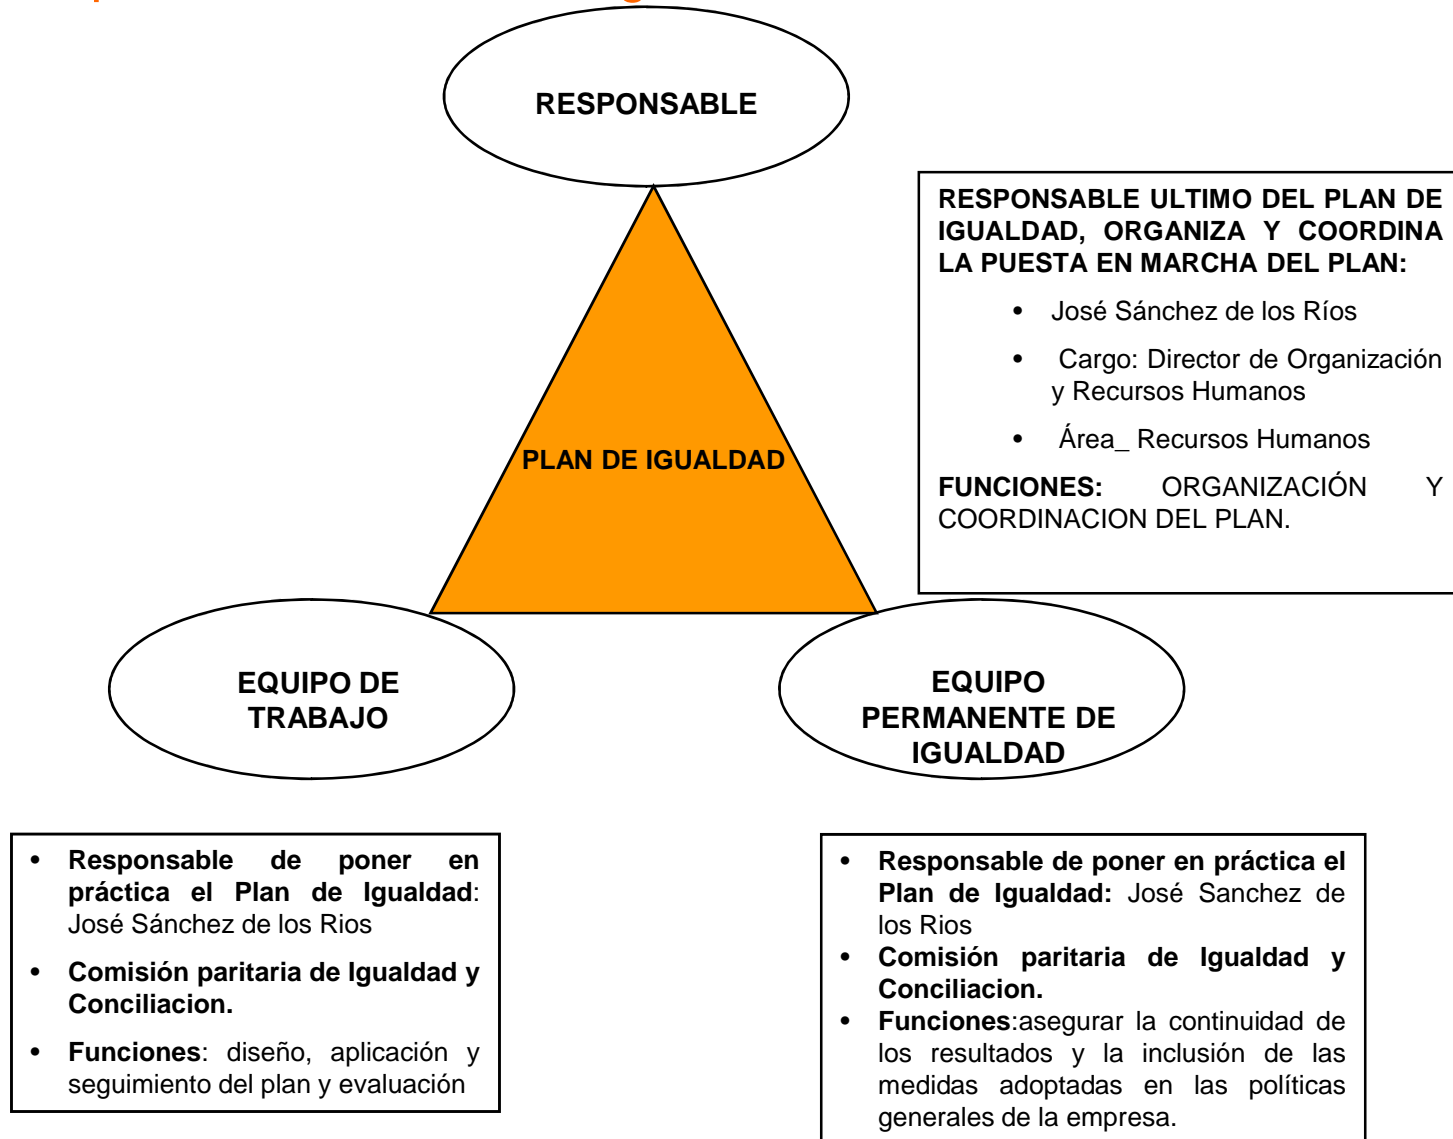 RESPONSABLE
RESPONSABLE ULTIMO DEL PLAN DE
IGUALDAD, ORGANIZA Y COORDINA
LA PUESTA EN MARCHA DEL PLAN:
• José Sánchez de los Ríos
• Cargo: Director de Organización
y Recursos Humanos
• Área_ Recursos Humanos
FUNCIONES: ORGANIZACIÓN Y
COORDINACION DEL PLAN.
PLAN DE IGUALDAD
EQUIPO DE
TRABAJO
EQUIPO
PERMANENTE DE
IGUALDAD
• Responsable de poner en
práctica el Plan de Igualdad:
José Sánchez de los Rios
• Comisión paritaria de Igualdad y
Conciliacion.
• Funciones: diseño, aplicación y
seguimiento del plan y evaluación
• Responsable de poner en práctica el
Plan de Igualdad: José Sanchez de
los Rios
• Comisión paritaria de Igualdad y
Conciliacion.
• Funciones:asegurar la continuidad de
los resultados y la inclusión de las
medidas adoptadas en las políticas
generales de la empresa.